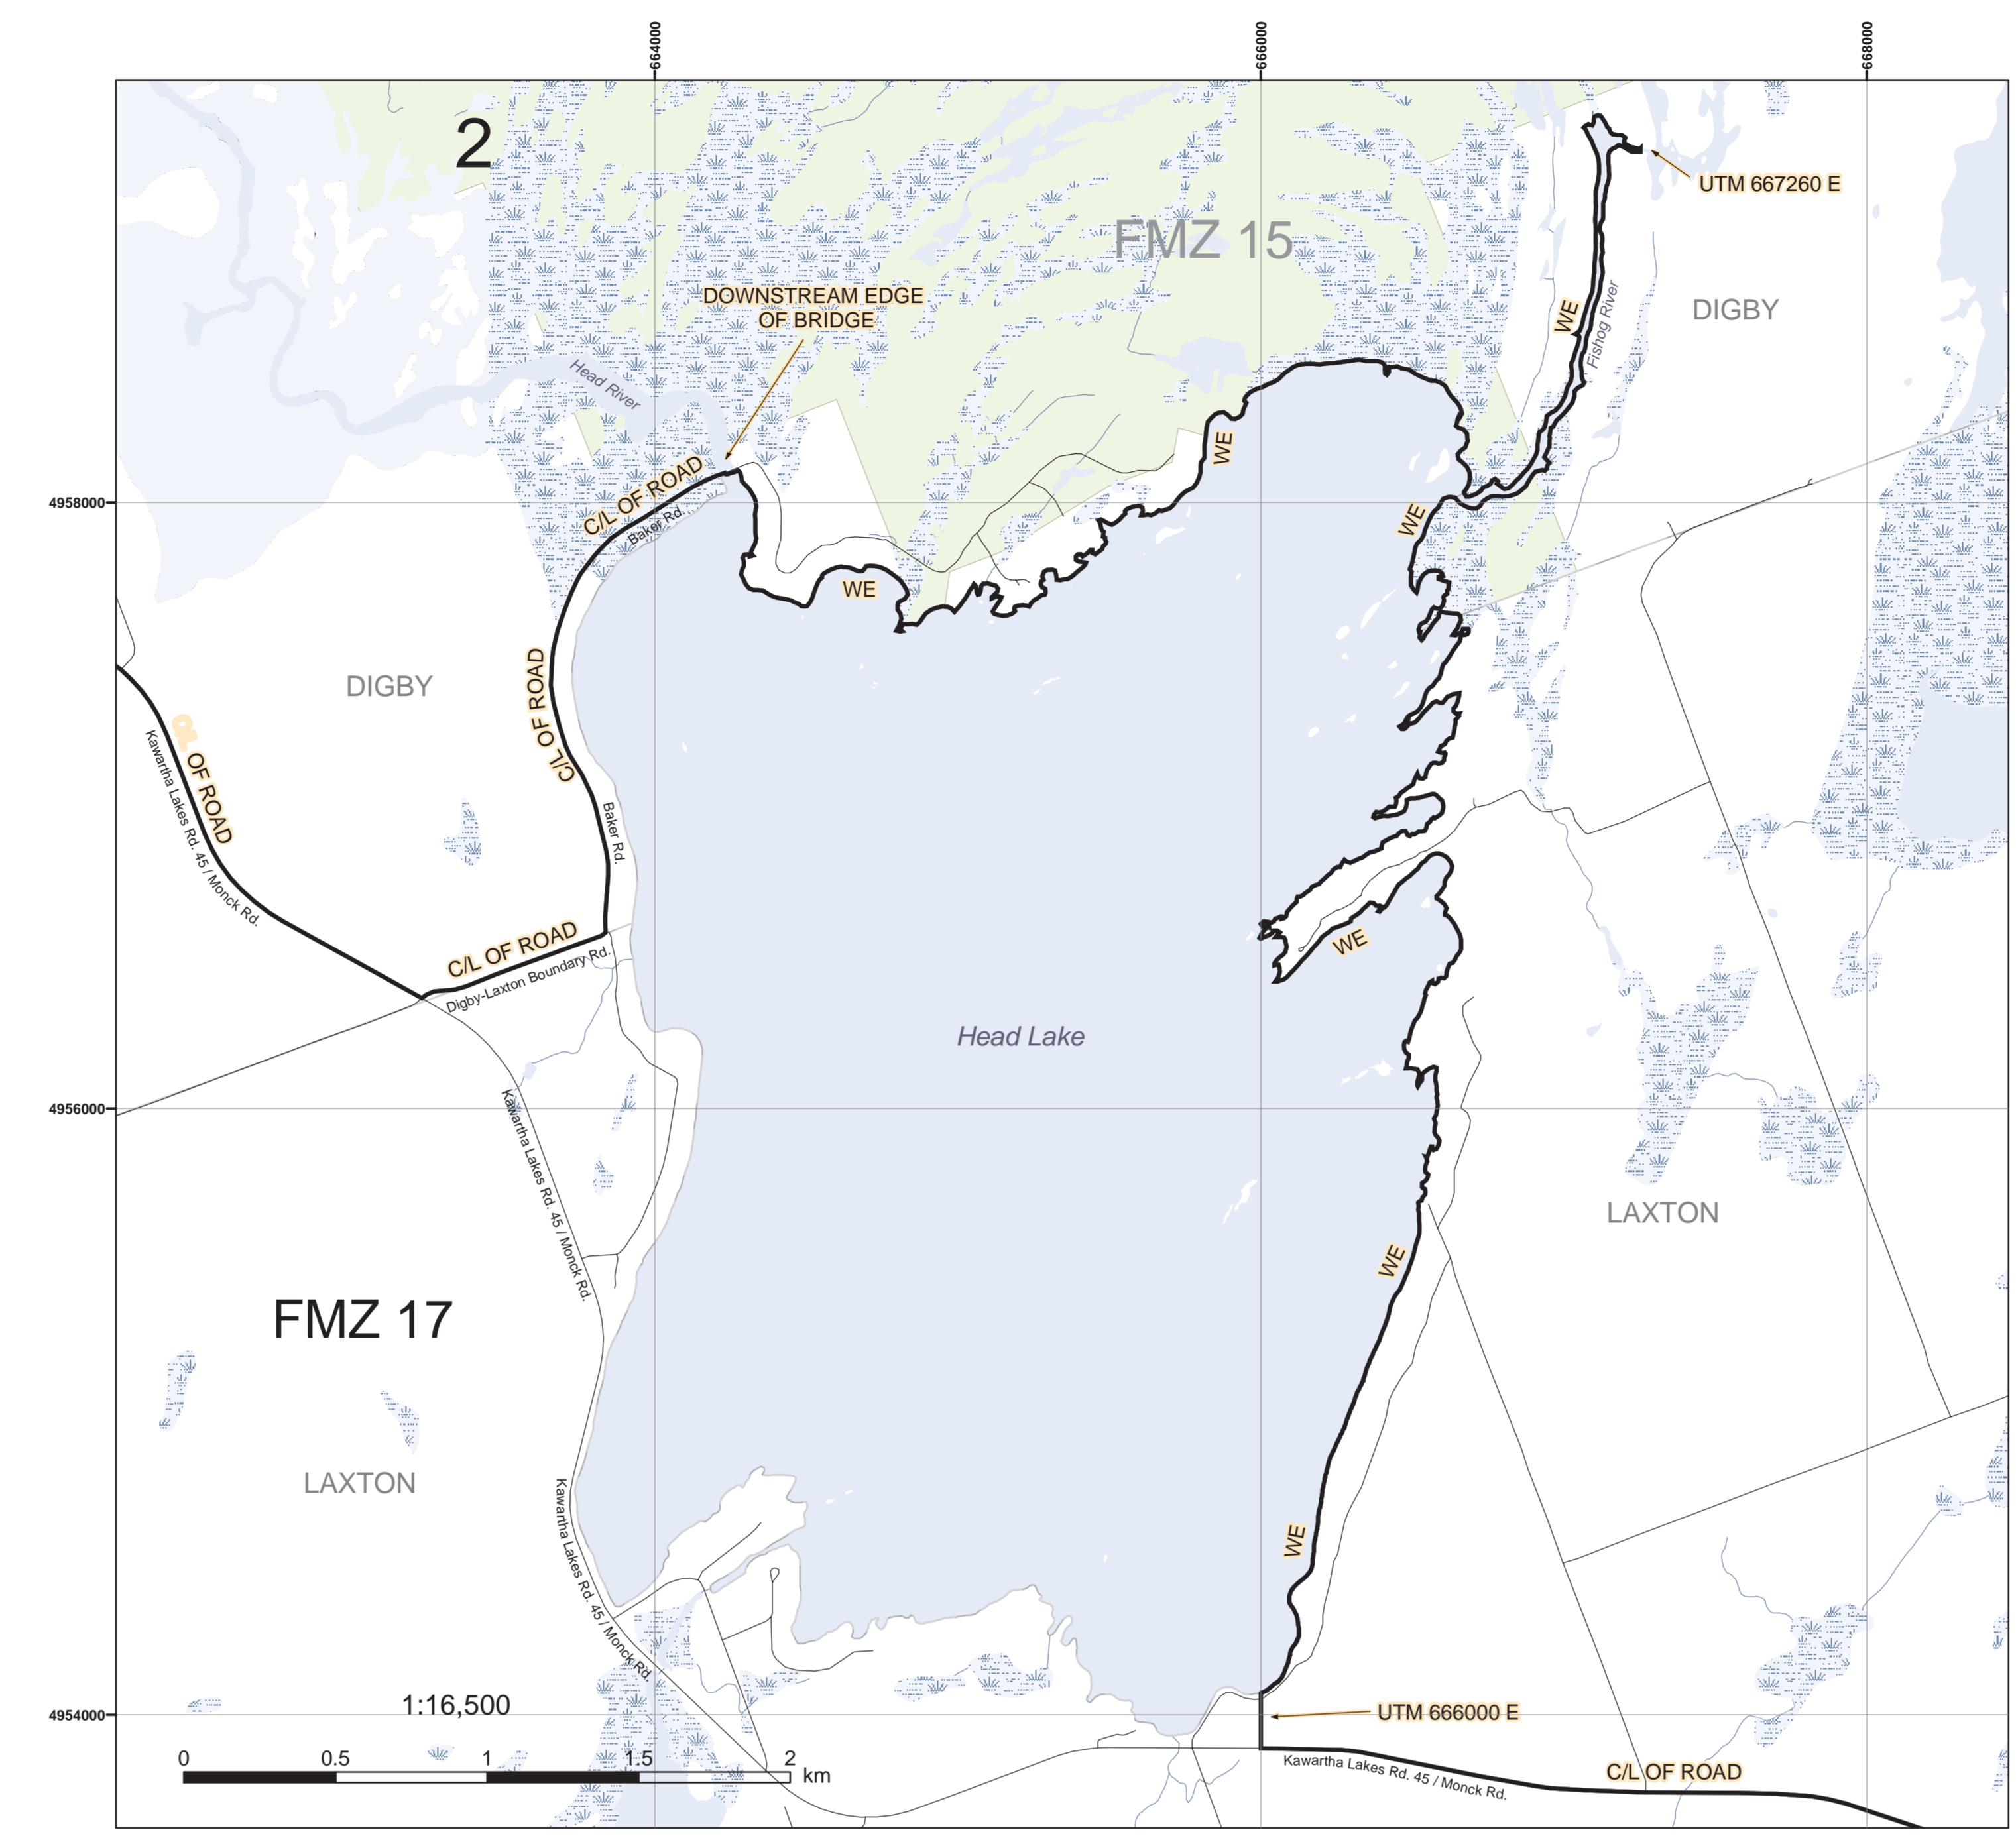 664000
666000
668000
2
UTM 667260 E
FMZ 15
DOWNSTREAM EDGE
OF BRIDGE
DIGBY
WE
Fishog River
Head River
WE
C/L OF ROAD
Baker Rd.
4958000
WE
WE
DIGBY
C/L OF ROAD
C/L OF ROAD
Kawartha Lakes Rd. 45 / Monck Rd.
Baker Rd.
C/L OF ROAD
Digby-Laxton Boundary Rd.
WE
Head Lake
4956000
Kawartha Lakes Rd. 45 / Monck Rd.
LAXTON
WE
FMZ 17
LAXTON
Kawartha Lakes Rd. 45 / Monck Rd.
WE
1:16,500
4954000
UTM 666000 E
0 0.5 1 1.5 2
km
Kawartha Lakes Rd. 45 / Monck Rd.
C/L OF ROAD